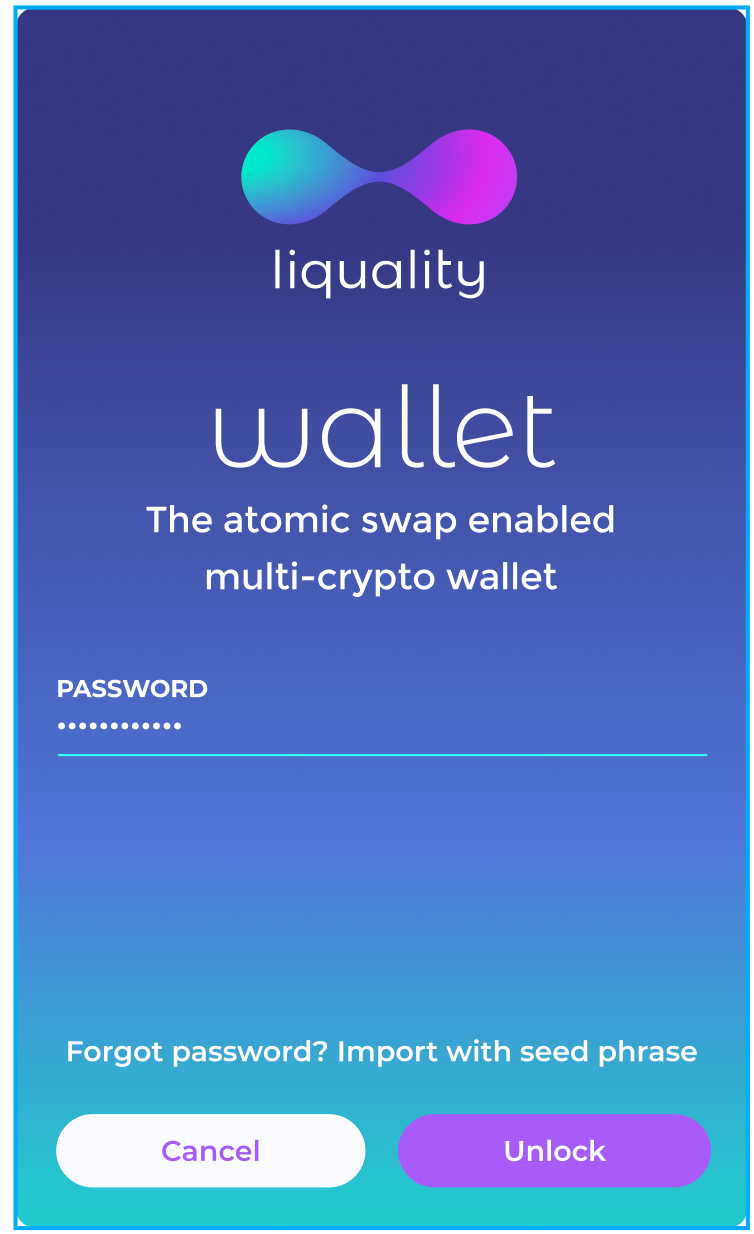 liquality
wallet
The atomic swap enabled
multi-crypto wallet
PASSWORD
••••••••••••
Forgot password? Import with seed phrase
Cancel
Unlock